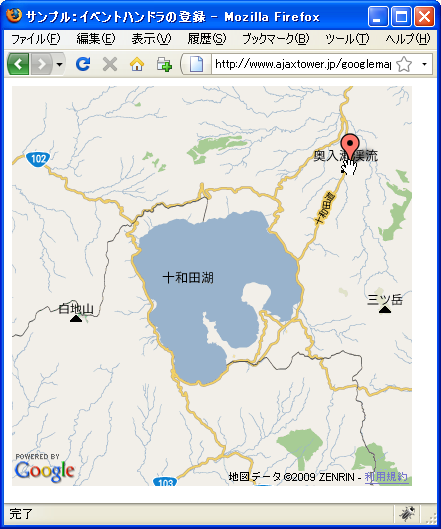 サンプル：イベントハンドラの登録 - Mozilla Firefox
ファイル(F) 編集(E) 表示(V) 履歴(S) ブックマーク(B) ツール(T) ヘルプ(H)
http://www.ajaxtower.jp/googlemap
102
奥入瀬渓流
十和田道
十和田湖
白地山
三ツ岳
POWERED BY
Google
地図データ ©2009 ZENRIN - 利用規約
103
完了